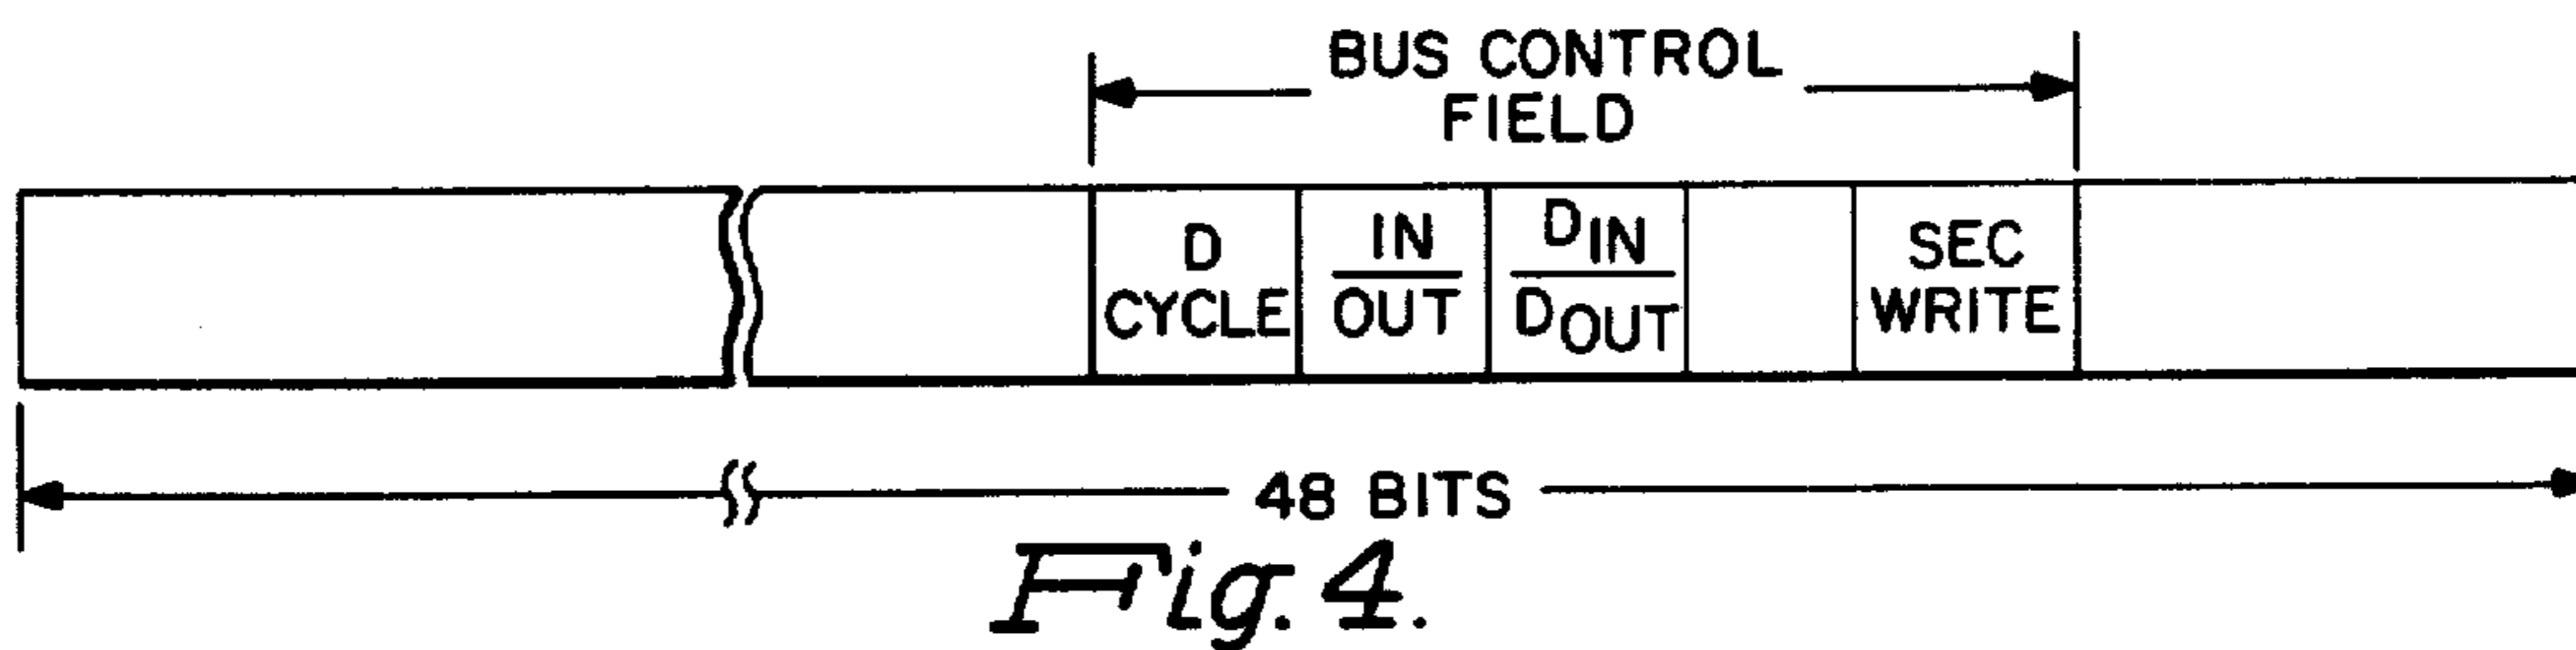 BUS CONTROL
FIELD
D
CYCLE
IN
OUT
DIN
DOUT
SEC
WRITE
48 BITS
Fig. 4.